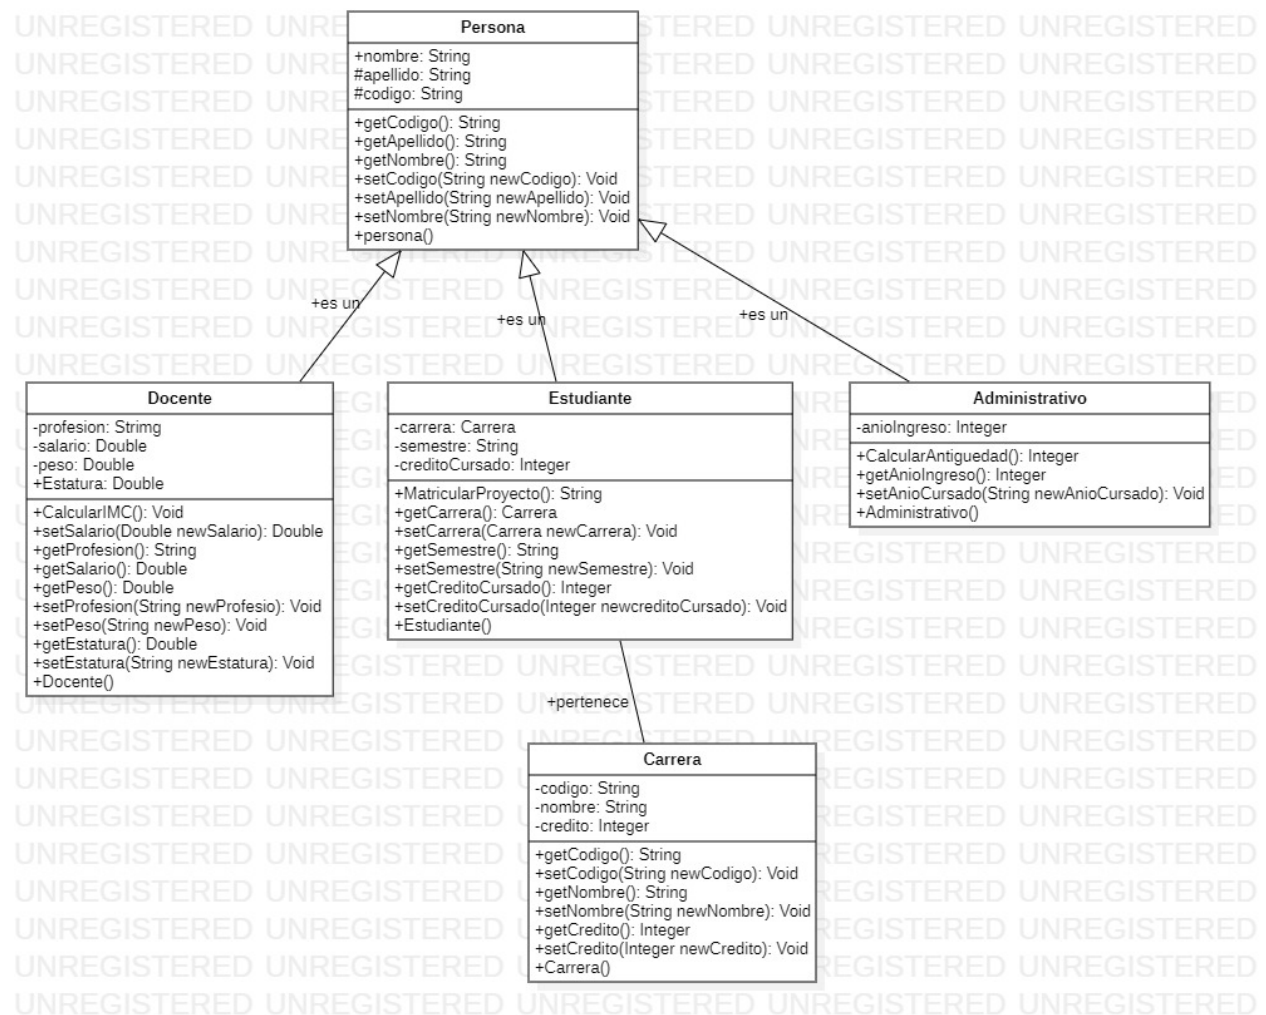 Persona
+nombre: String
#apellido: String
#codigo: String
+getCodigo(): String
+getApellido(): String
+getNombre(): String
+setCodigo(String newCodigo): Void
+setApellido(String newApellido): Void
+setNombre(String newNombre): Void
+persona()
+es un
+es un
+es un
Docente
-profesion: Strimg
-salario: Double
-peso: Double
+Estatura: Double
+CalcularIMC(): Void
+setSalario(Double newSalario): Double
+getProfesion(): String
+getSalario(): Double
+getPeso(): Double
+setProfesion(String newProfesio): Void
+setPeso(String newPeso): Void
+getEstatura(): Double
+setEstatura(String newEstatura): Void
+Docente()
Estudiante
-carrera: Carrera
-semestre: String
-creditoCursado: Integer
+MatricularProyecto(): String
+getCarrera(): Carrera
+setCarrera(Carrera newCarrera): Void
+getSemestre(): String
+setSemestre(String newSemestre): Void
+getCreditoCursado(): Integer
+setCreditoCursado(Integer newcreditoCursado): Void
+Estudiante()
Administrativo
-anioIngreso: Integer
+CalcularAntiguedad(): Integer
+getAnioIngreso(): Integer
+setAnioCursado(String newAnioCursado): Void
+Administrativo()
+pertenece
Carrera
-codigo: String
-nombre: String
-credito: Integer
+getCodigo(): String
+setCodigo(String newCodigo): Void
+getNombre(): String
+setNombre(String newNombre): Void
+getCredito(): Integer
+setCredito(Integer newCredito): Void
+Carrera()
UNREGISTERED